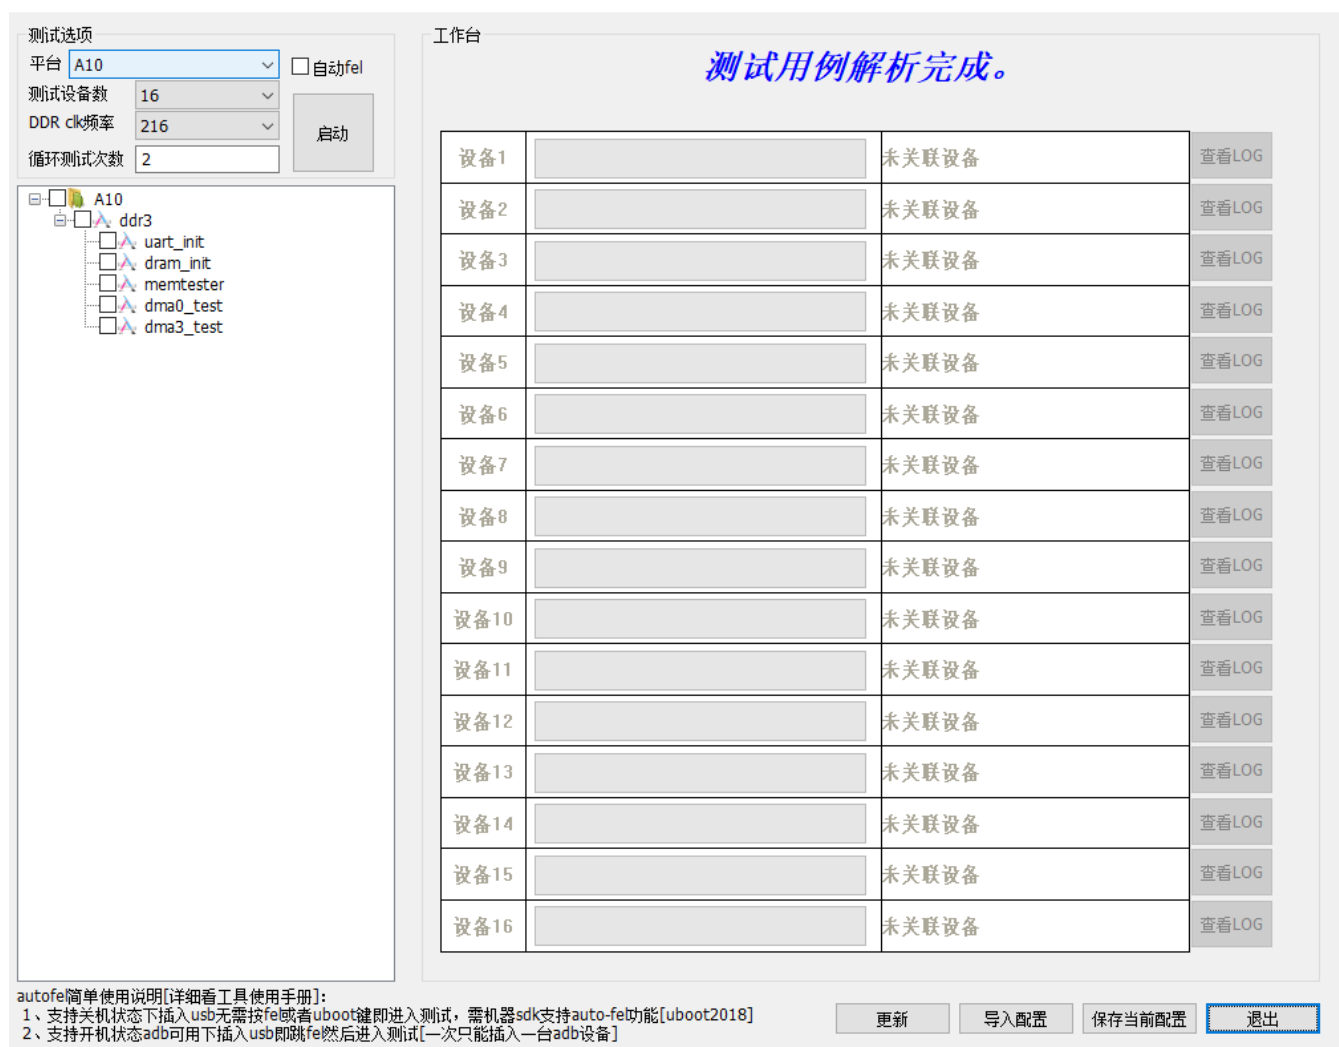 测试选项
平台 A10 自动fel
测试设备数 16
DDR clk频率 216
启动
循环测试次数 2
A10
ddr3
uart_init
dram_init
memtester
dma0_test
dma3_test
工作台
测试用例解析完成。
设备1 未关联设备 查看LOG
设备2 未关联设备 查看LOG
设备3 未关联设备 查看LOG
设备4 未关联设备 查看LOG
设备5 未关联设备 查看LOG
设备6 未关联设备 查看LOG
设备7 未关联设备 查看LOG
设备8 未关联设备 查看LOG
设备9 未关联设备 查看LOG
设备10 未关联设备 查看LOG
设备11 未关联设备 查看LOG
设备12 未关联设备 查看LOG
设备13 未关联设备 查看LOG
设备14 未关联设备 查看LOG
设备15 未关联设备 查看LOG
设备16 未关联设备 查看LOG
autofel简单使用说明[详细看工具使用手册]：
1、支持关机状态下插入usb无需按fel或者uboot键即进入测试，需机器sdk支持auto-fel功能[uboot2018]
2、支持开机状态adb可用下插入usb即跳fel然后进入测试[一次只能插入一台adb设备]
更新 导入配置 保存当前配置 退出